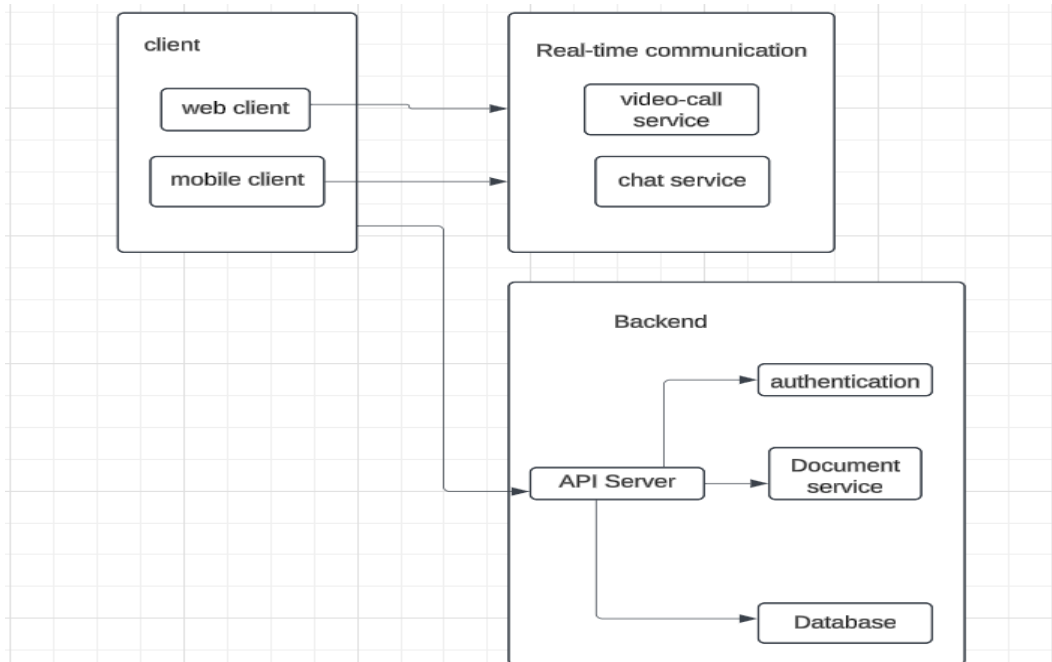 client
web client
mobile client
Real-time communication
video-call
service
chat service
Backend
authentication
API Server
Document
service
Database